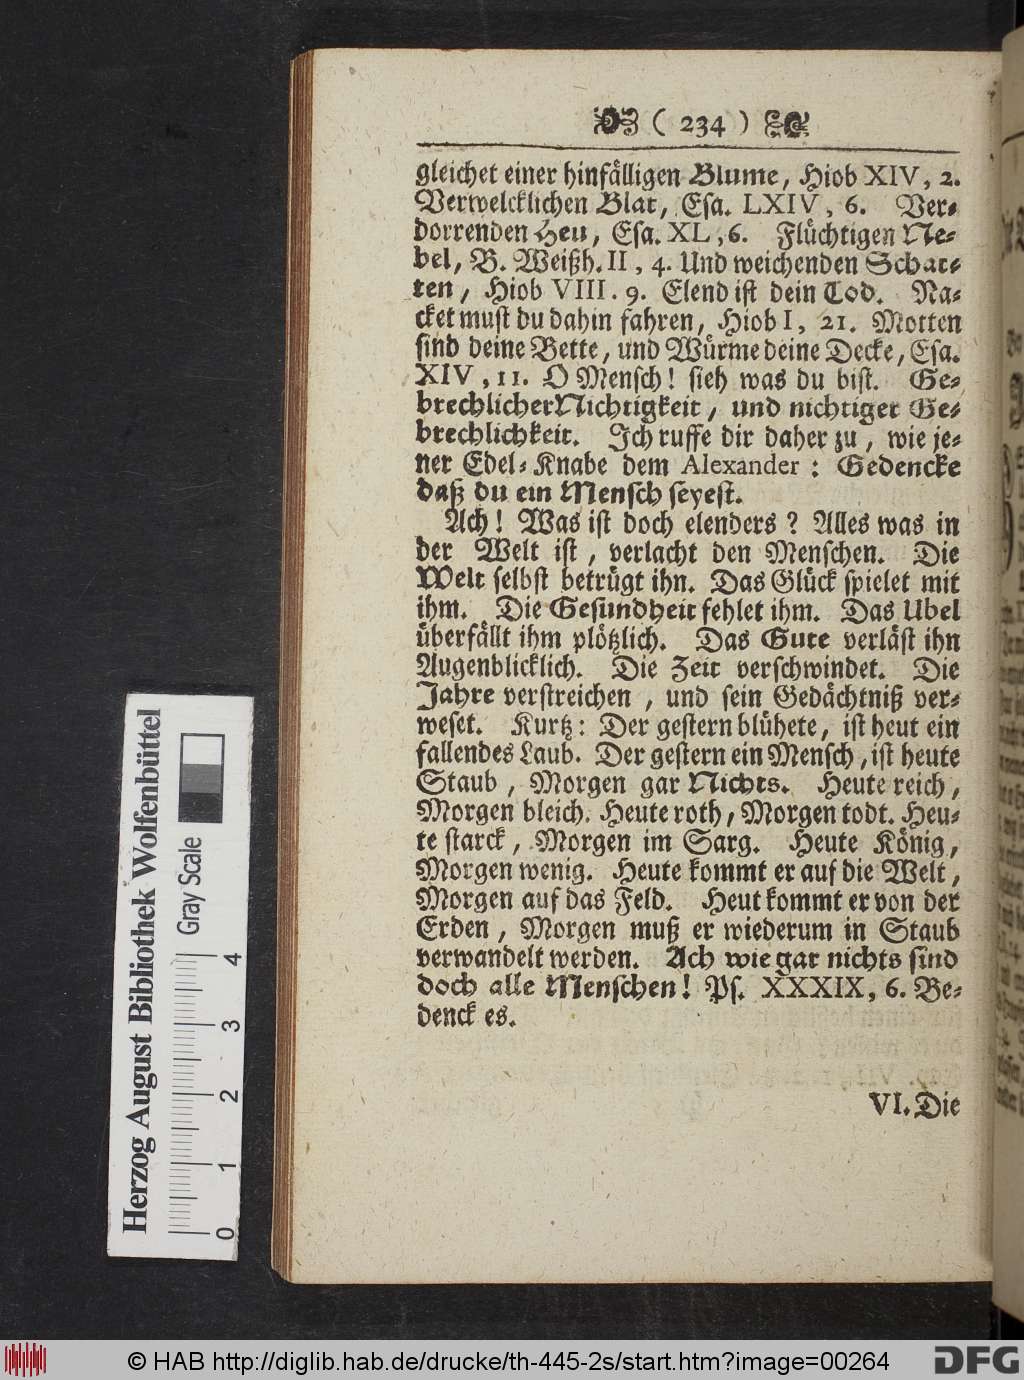 ( 234 )
gleichet einer hinfälligen Blume, Hiob XIV, 2.
Verwelcklichen Blat, Esa. LXIV, 6. Ver-
dorrenden Heu, Esa. XL, 6. Flüchtigen Ne-
bel, B. Weißh. II, 4. Und weichenden Schat-
ten, Hiob VIII. 9. Elend ist dein Tod. Na-
cket must du dahin fahren, Hiob I, 21. Motten
sind deine Bette, und Würme deine Decke, Esa.
XIV, 11. O Mensch! sieh was du bist. Ge-
brechlicher Nichtigkeit, und nichtiger Ge-
brechlichkeit. Ich ruffe dir daher zu, wie je-
ner Edel-Knabe dem Alexander: Gedencke
daß du ein Mensch seyest.
Ach! Was ist doch elenders? Alles was in
der Welt ist, verlacht den Menschen. Die
Welt selbst betrügt ihn. Das Glück spielet mit
ihm. Die Gesundheit fehlet ihm. Das Ubel
überfällt ihm plötzlich. Das Gute verläst ihn
Augenblicklich. Die Zeit verschwindet. Die
Jahre verstreichen, und sein Gedächtniß ver-
weset. Kurtz: Der gestern blühete, ist heut ein
fallendes Laub. Der gestern ein Mensch, ist heute
Staub, Morgen gar Nichts. Heute reich,
Morgen bleich. Heute roth, Morgen todt. Heu-
te starck, Morgen im Sarg. Heute König,
Morgen wenig. Heute kommt er auf die Welt,
Morgen auf das Feld. Heut kommt er von der
Erden, Morgen muß er wiederum in Staub
verwandelt werden. Ach wie gar nichts sind
doch alle Menschen! Ps. XXXIX, 6. Be-
denck es.
VI. Die
Herzog August Bibliothek Wolfenbüttel
Gray Scale
0 1 2 3 4
© HAB http://diglib.hab.de/drucke/th-445-2s/start.htm?image=00264
DFG